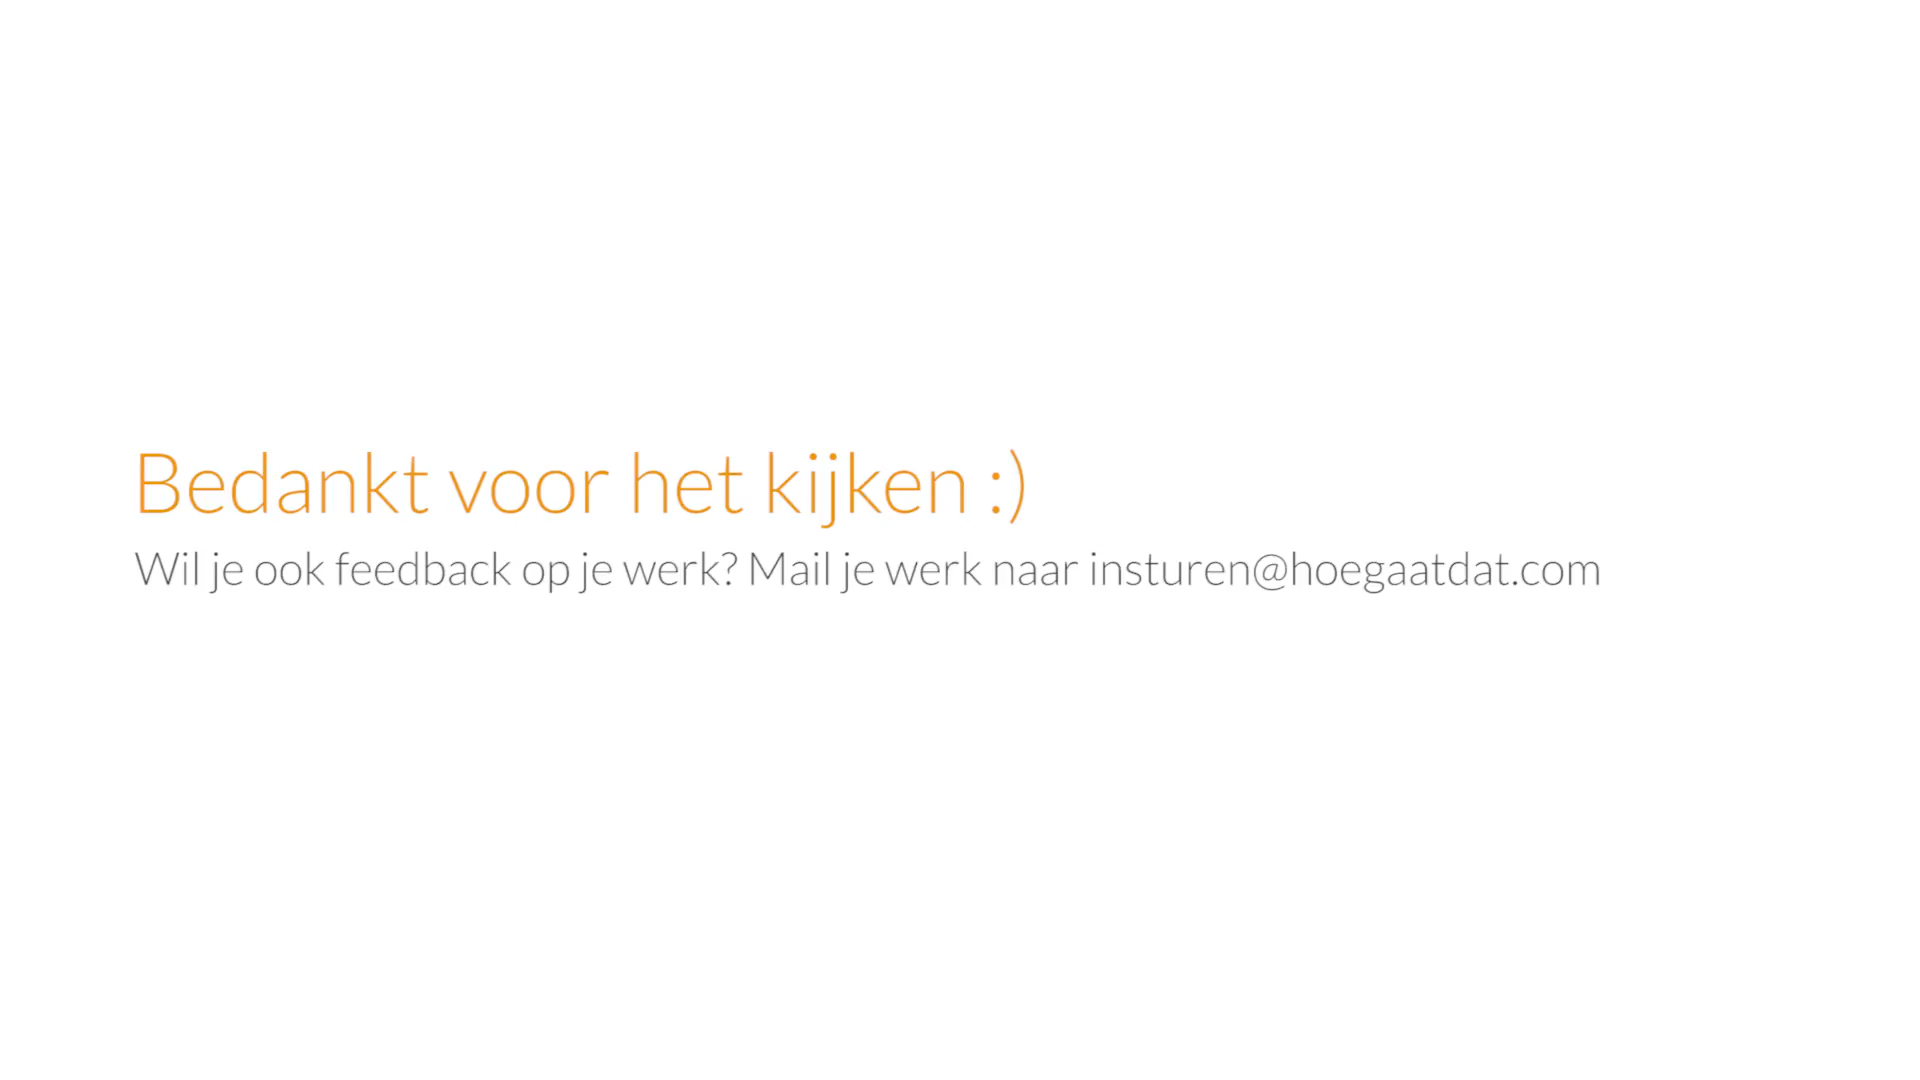 Bedankt voor het kijken :)
Wil je ook feedback op je werk? Mail je werk naar insturen@hoegaatdat.com